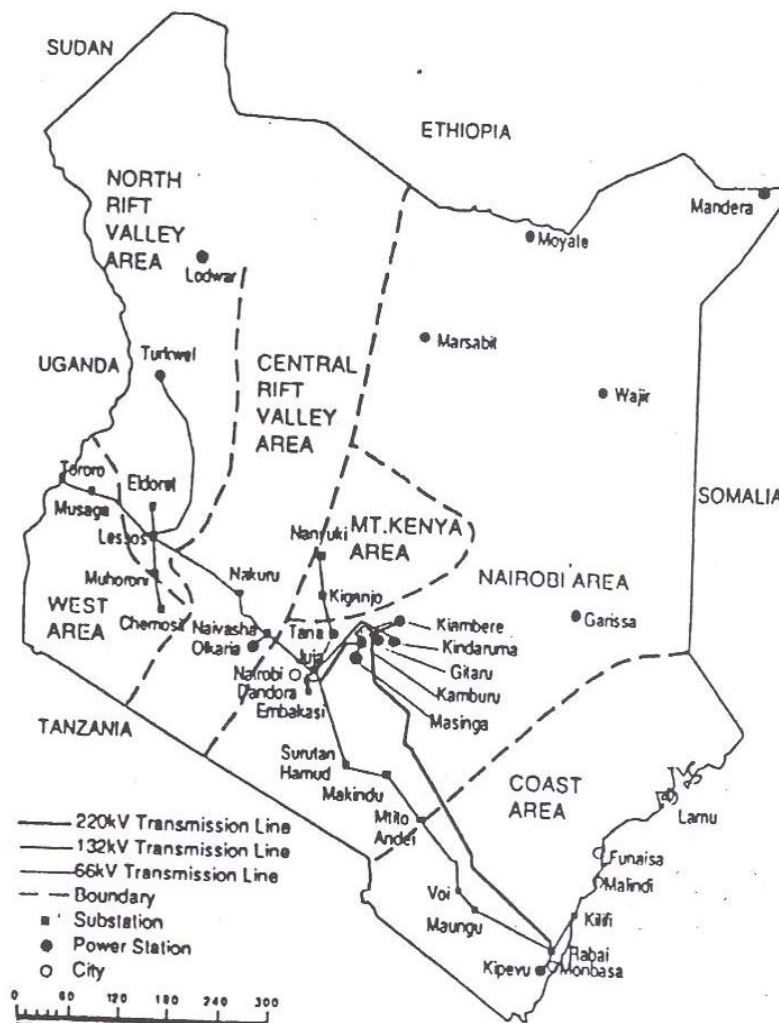 SUDAN
ETHIOPIA
NORTH
RIFT
VALLEY
AREA
Mandera
Moyale
Lodwar
Marsabit
UGANDA
Turkwel
CENTRAL
RIFT
VALLEY
AREA
Wajir
SOMALIA
Tororo
Musaga
Eldoret
Lessos
MT.KENYA
AREA
Nanyuki
Muhoroni
Nakuru
Kiganjo
NAIROBI AREA
WEST
AREA
Chemosit
Naivasha
Olkaria
Tana
Juja
Kiambere
Garissa
Kindaruma
Gitaru
Kamburu
Masinga
Nairobi
Dandora
Embakasi
TANZANIA
Surutan
Hamud
Makindu
COAST
AREA
Mtito
Andei
Lamu
220kV Transmission Line
132kV Transmission Line
66kV Transmission Line
Boundary
Substation
Power Station
City
Funaisa
Malindi
Voi
Maungu
Kilifi
Rabai
Kipevu
Monbasa
0 60 120 180 300